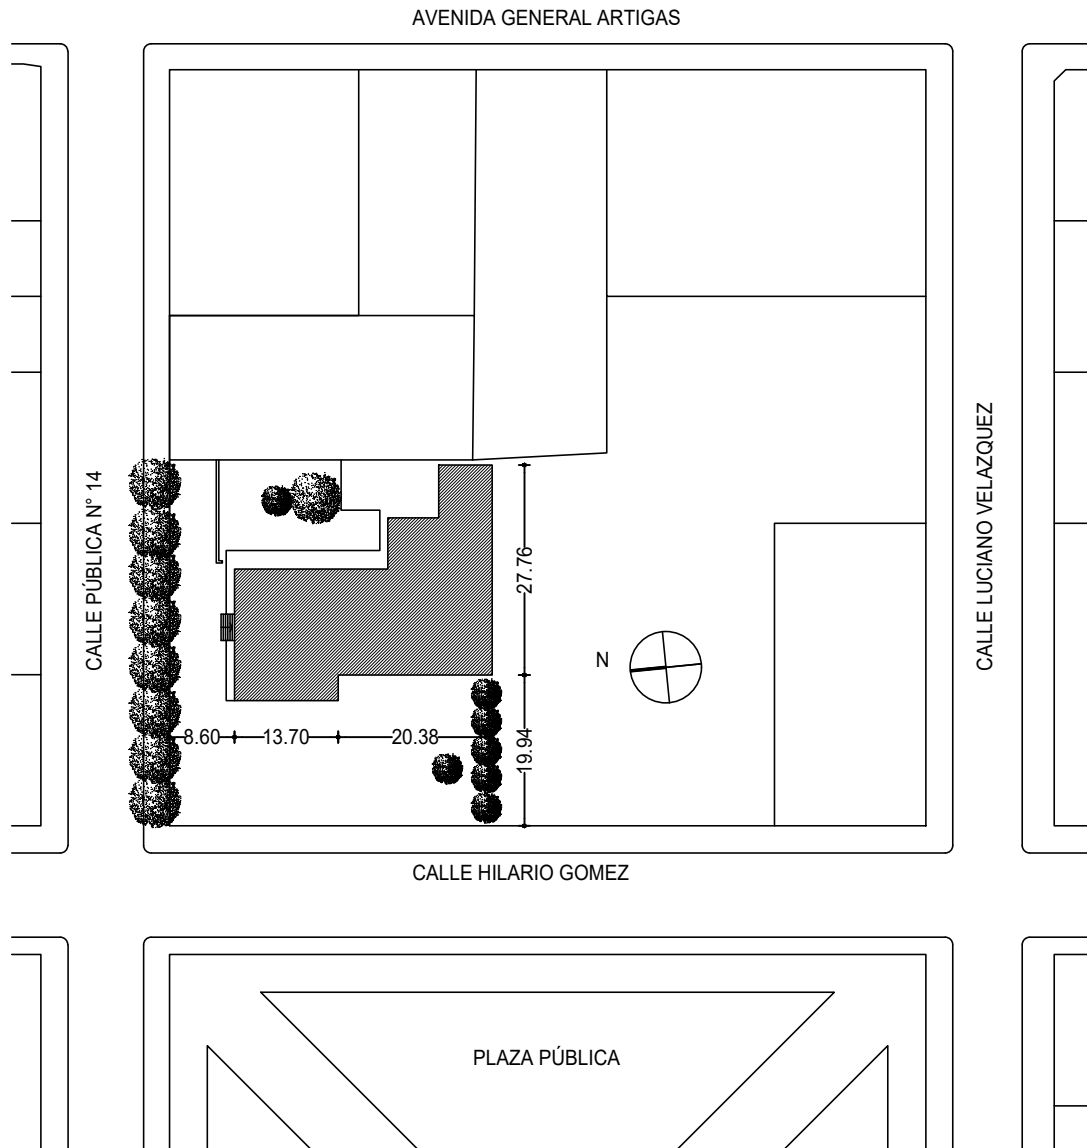 AVENIDA GENERAL ARTIGAS
CALLE PÚBLICA N° 14
CALLE LUCIANO VELAZQUEZ
27.76
N
8.60
13.70
20.38
19.94
CALLE HILARIO GOMEZ
PLAZA PÚBLICA